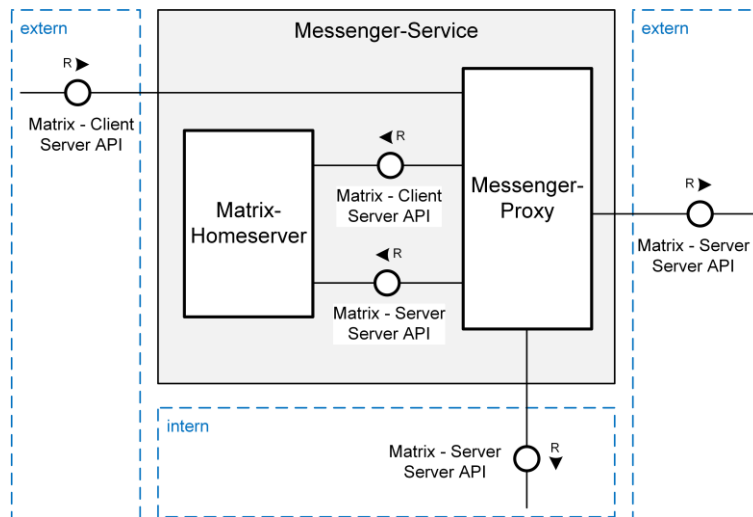 extern
Messenger-Service
extern
R
Matrix - Client
Server API
R
Matrix - Client
Server API
Matrix-
Homeserver
Messenger-
Proxy
R
Matrix - Server
Server API
R
Matrix - Server
Server API
intern
Matrix - Server
Server API
R